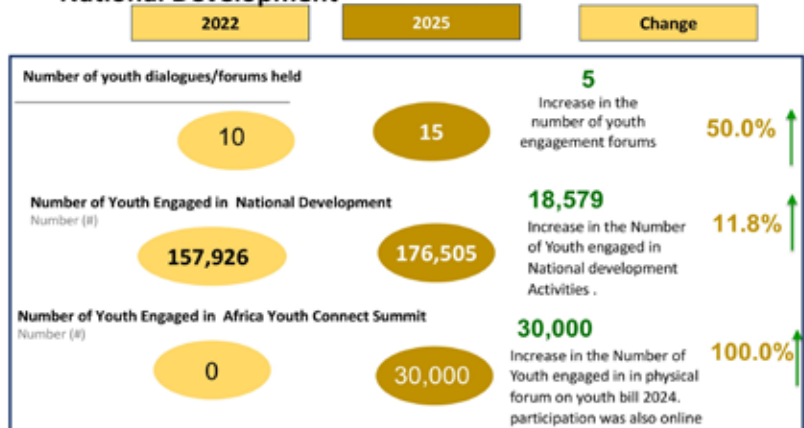 National Development
2022 2025 Change
Number of youth dialogues/forums held
10 15
5
Increase in the
number of youth
engagement forums
50.0%
Number of Youth Engaged in National Development
Number (#)
157,926 176,505
18,579
Increase in the Number
of Youth engaged in
National development
Activities .
11.8%
Number of Youth Engaged in Africa Youth Connect Summit
Number (#)
0 30,000
30,000
Increase in the Number of
Youth engaged in in physical
forum on youth bill 2024.
participation was also online
100.0%